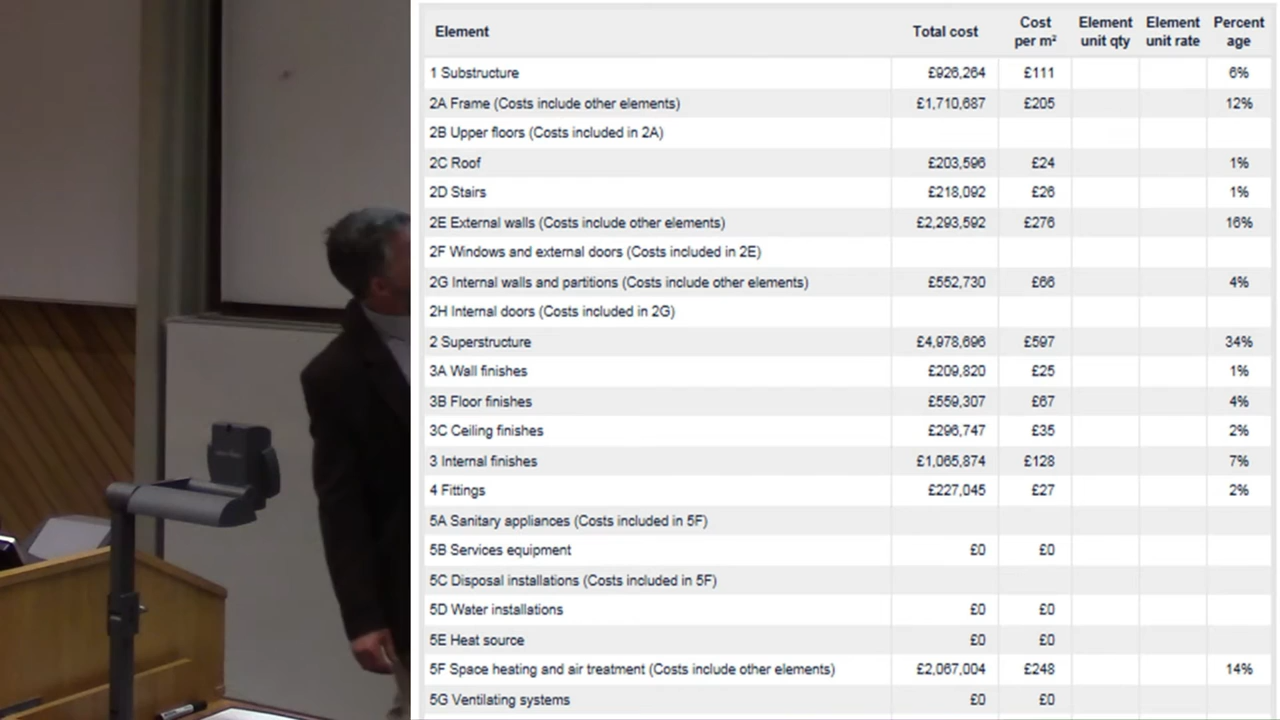 Element Total cost Cost per m² Element unit qty Element unit rate Percent age
1 Substructure £926,264 £111 6%
2A Frame (Costs include other elements) £1,710,687 £205 12%
2B Upper floors (Costs included in 2A)
2C Roof £203,596 £24 1%
2D Stairs £218,092 £26 1%
2E External walls (Costs include other elements) £2,293,592 £276 16%
2F Windows and external doors (Costs included in 2E)
2G Internal walls and partitions (Costs include other elements) £552,730 £66 4%
2H Internal doors (Costs included in 2G)
2 Superstructure £4,978,696 £597 34%
3A Wall finishes £209,820 £25 1%
3B Floor finishes £559,307 £67 4%
3C Ceiling finishes £296,747 £35 2%
3 Internal finishes £1,065,874 £128 7%
4 Fittings £227,045 £27 2%
5A Sanitary appliances (Costs included in 5F)
5B Services equipment £0 £0
5C Disposal installations (Costs included in 5F)
5D Water installations £0 £0
5E Heat source £0 £0
5F Space heating and air treatment (Costs include other elements) £2,067,004 £248 14%
5G Ventilating systems £0 £0